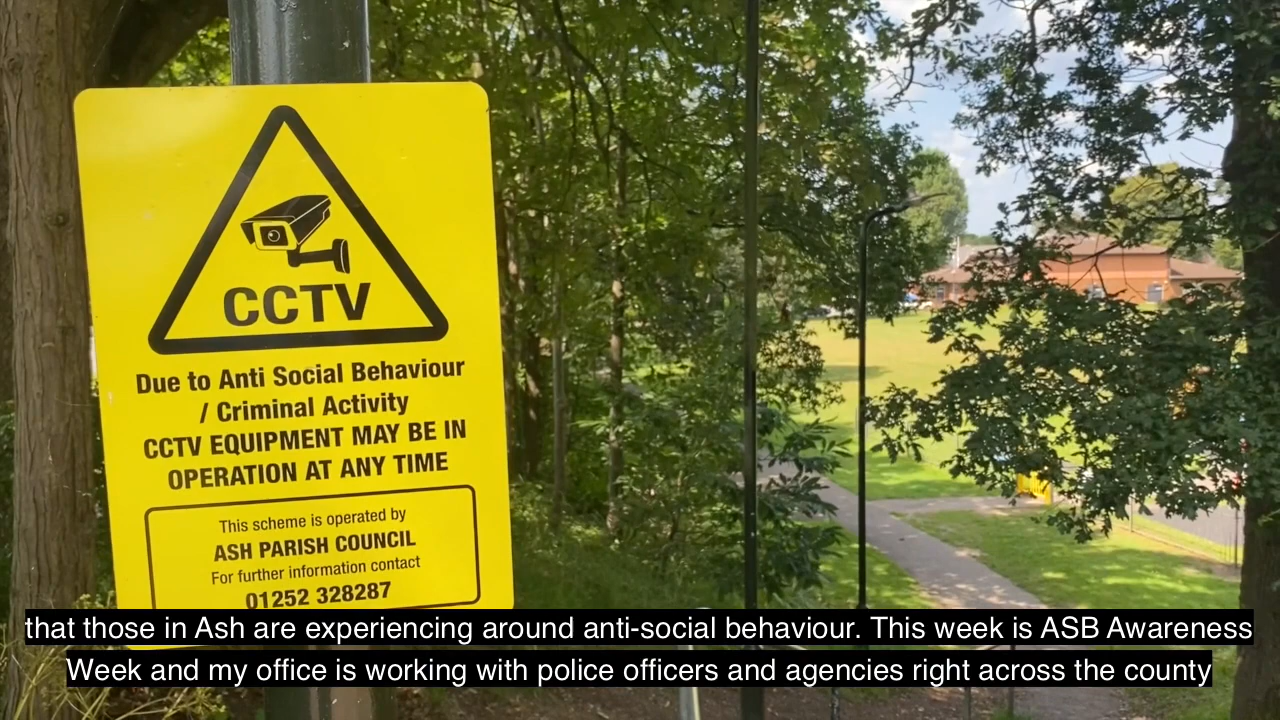 CCTV
Due to Anti Social Behaviour
/ Criminal Activity
CCTV EQUIPMENT MAY BE IN
OPERATION AT ANY TIME
This scheme is operated by
ASH PARISH COUNCIL
For further information contact
01252 328287
that those in Ash are experiencing around anti-social behaviour. This week is ASB Awareness
Week and my office is working with police officers and agencies right across the county